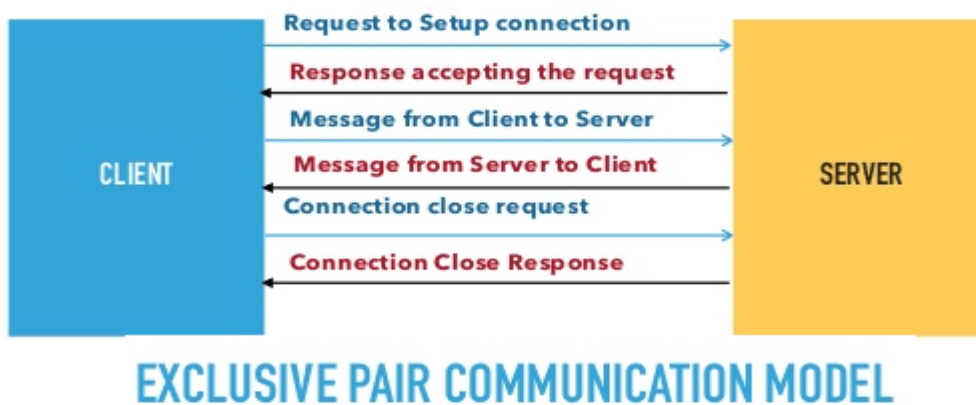 Request to Setup connection
Response accepting the request
Message from Client to Server
CLIENT
Message from Server to Client
SERVER
Connection close request
Connection Close Response
EXCLUSIVE PAIR COMMUNICATION MODEL